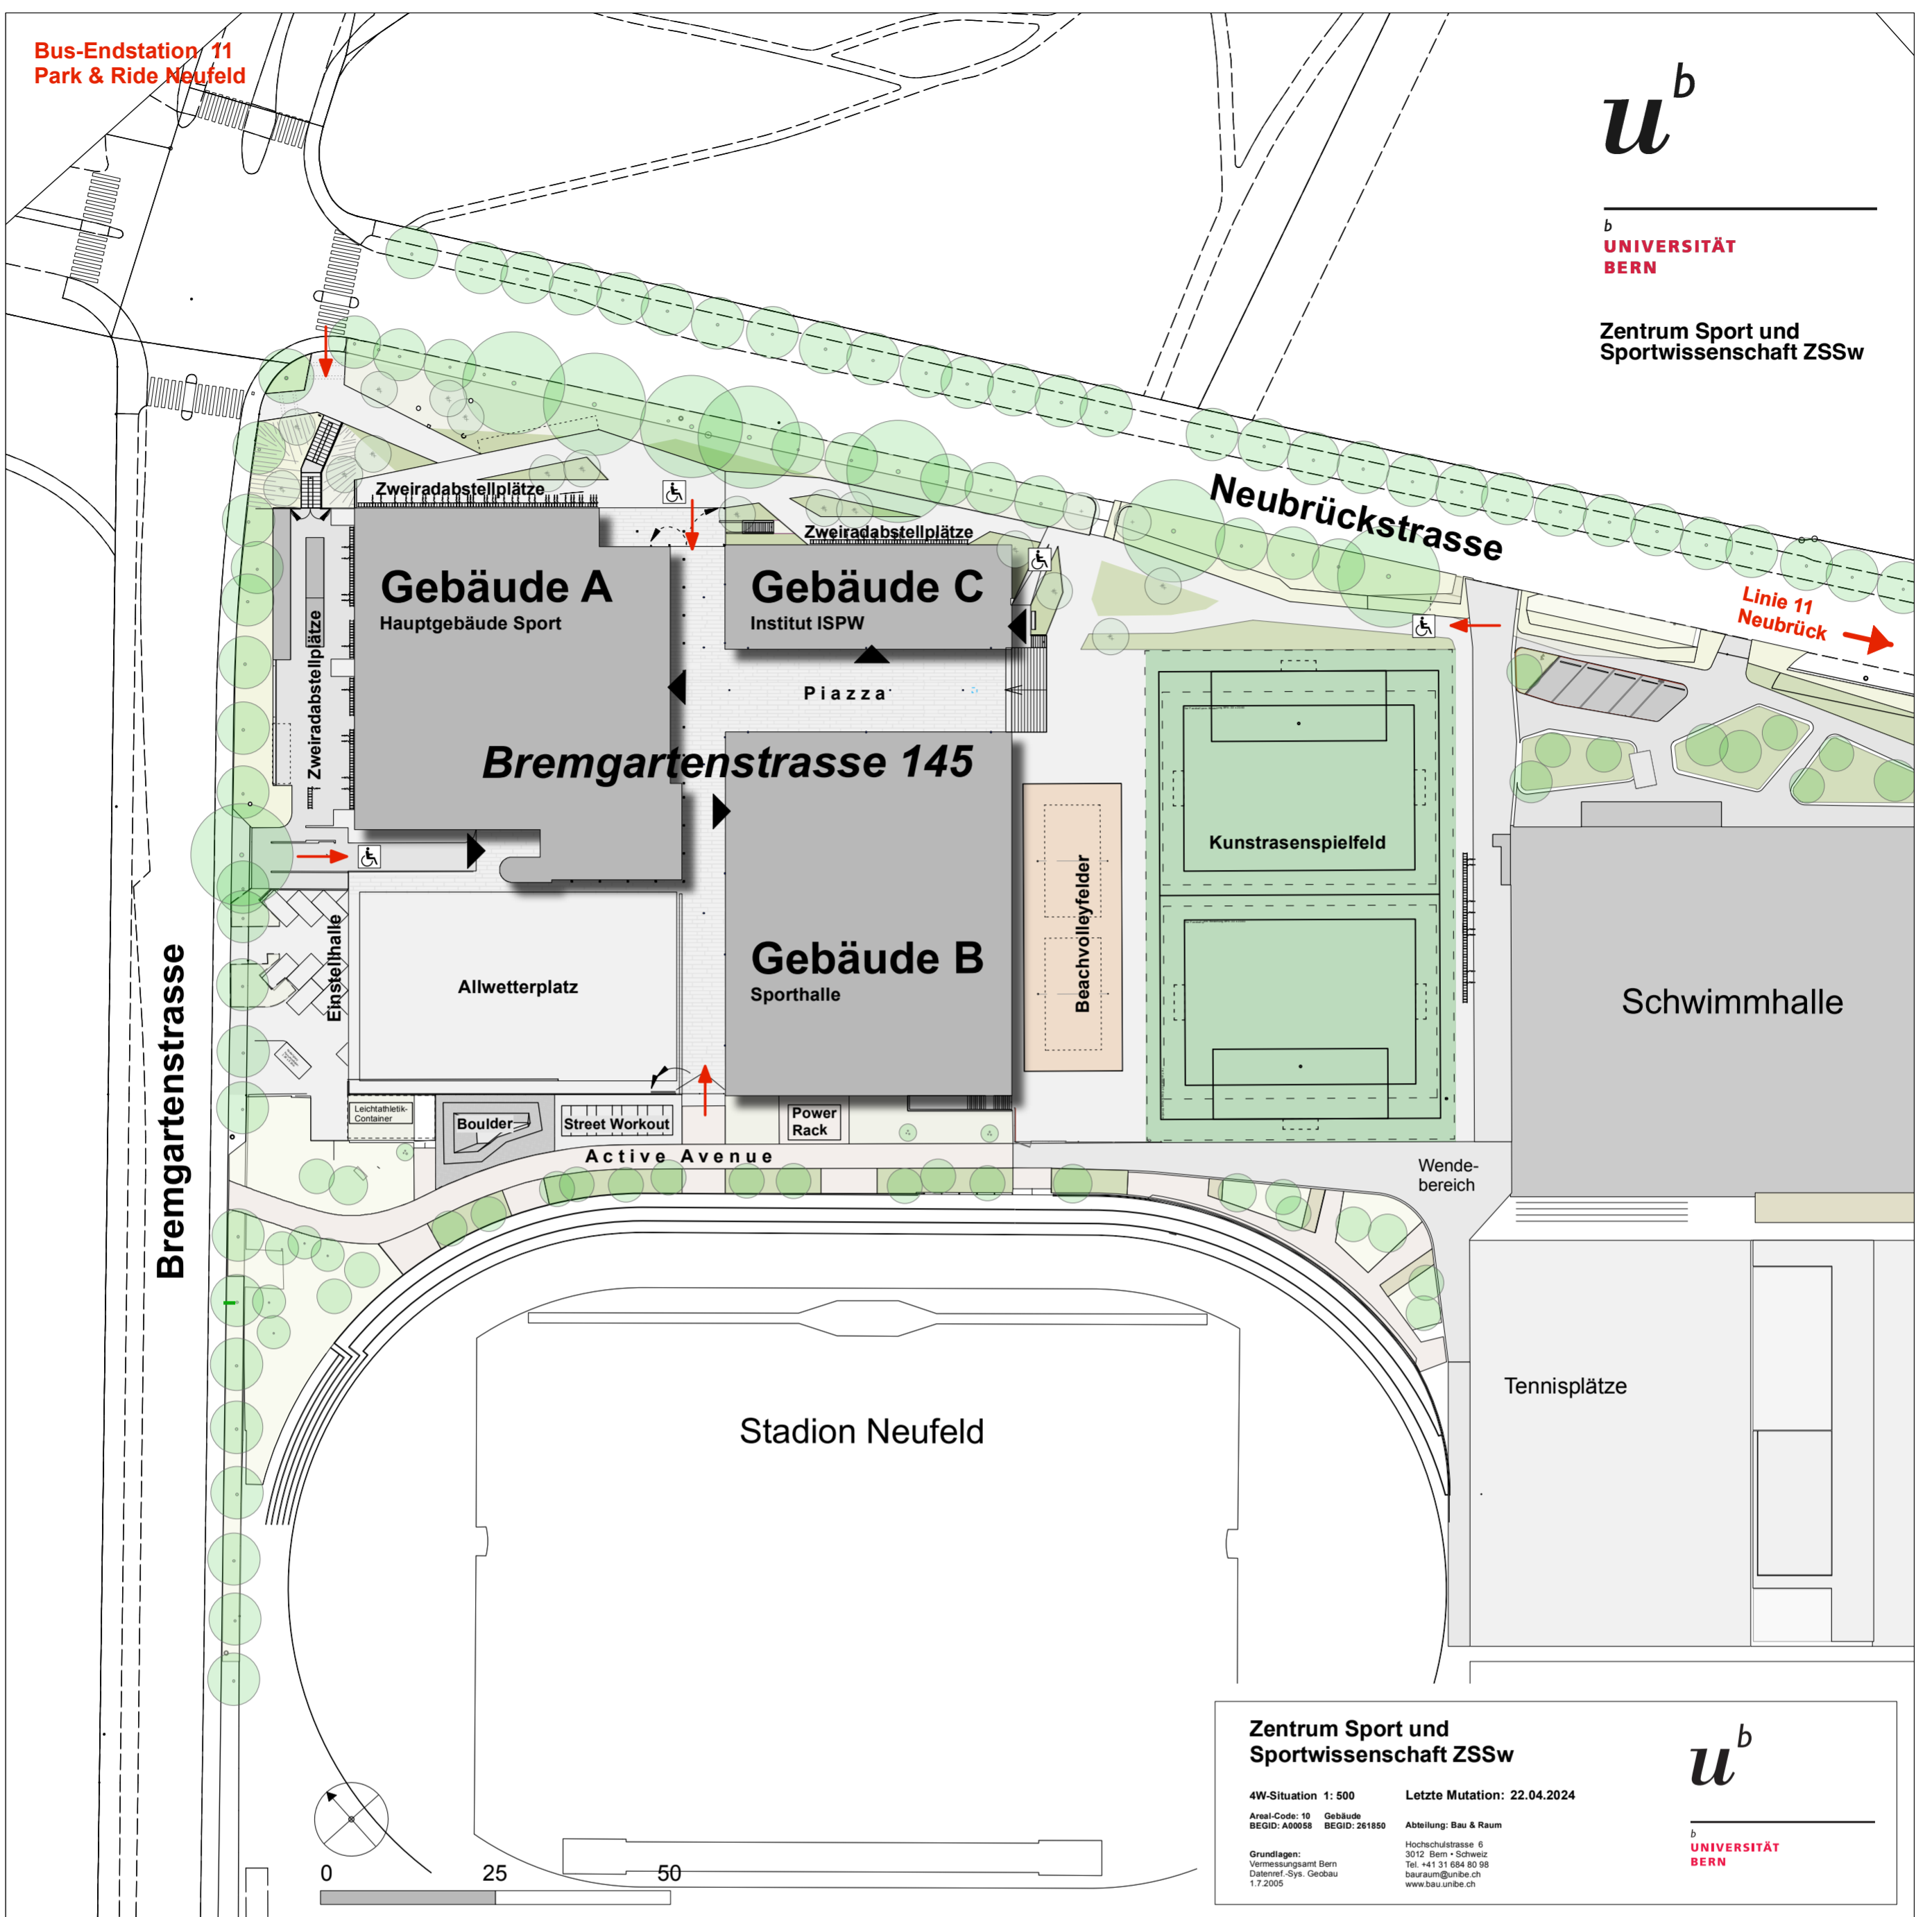 Bus-Endstation 11
Park & Ride Neufeld
u b
b
UNIVERSITÄT
BERN
Zentrum Sport und
Sportwissenschaft ZSSw
Zweiradabstellplätze
Zweiradabstellplätze
Neubrückstrasse
Linie 11
Neubrück
Gebäude A
Hauptgebäude Sport
Gebäude C
Institut ISPW
Zweiradabstellplätze
Piazza
Bremgartenstrasse 145
Kunstrasenspielfeld
Beachvolleyfelder
Einstellhalle
Allwetterplatz
Gebäude B
Sporthalle
Schwimmhalle
Bremgartenstrasse
Leichtathletik-
Container
Boulder
Street Workout
Power
Rack
Active Avenue
Wende-
bereich
Tennisplätze
Stadion Neufeld
0 25 50
Zentrum Sport und
Sportwissenschaft ZSSw
4W-Situation 1: 500
Letzte Mutation: 22.04.2024
Areal-Code: 10 Gebäude
BEGID: A00058 BEGID: 261850
Abteilung: Bau & Raum
Grundlagen:
Vermessungsamt Bern
Datenref.-Sys. Geobau
1.7.2005
Hochschulstrasse 6
3012 Bern • Schweiz
Tel. +41 31 684 80 98
bauraum@unibe.ch
www.bau.unibe.ch
u b
b
UNIVERSITÄT
BERN